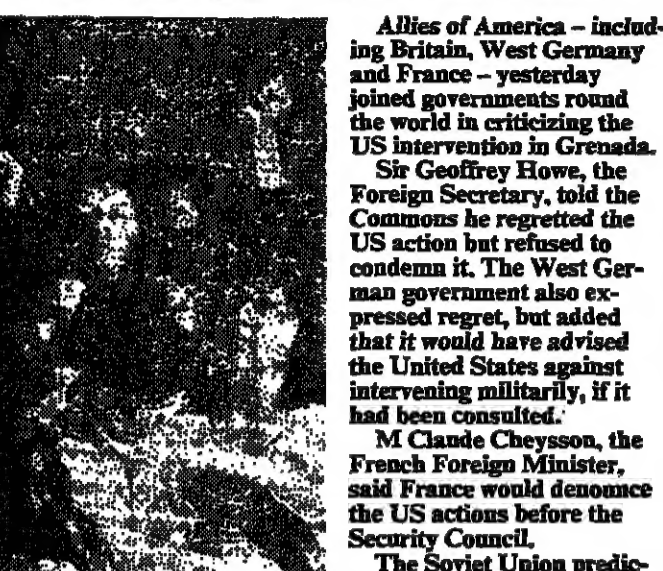 Allies of America – includ-
ing Britain, West Germany
and France – yesterday
joined governments round
the world in criticizing the
US intervention in Grenada.
Sir Geoffrey Howe, the
Foreign Secretary, told the
Commons he regretted the
US action but refused to
condemn it. The West Ger-
man government also ex-
pressed regret, but added
that it would have advised
the United States against
intervening militarily, if it
had been consulted.
M Claude Cheysson, the
French Foreign Minister,
said France would denounce
the US actions before the
Security Council.
The Soviet Union predic-